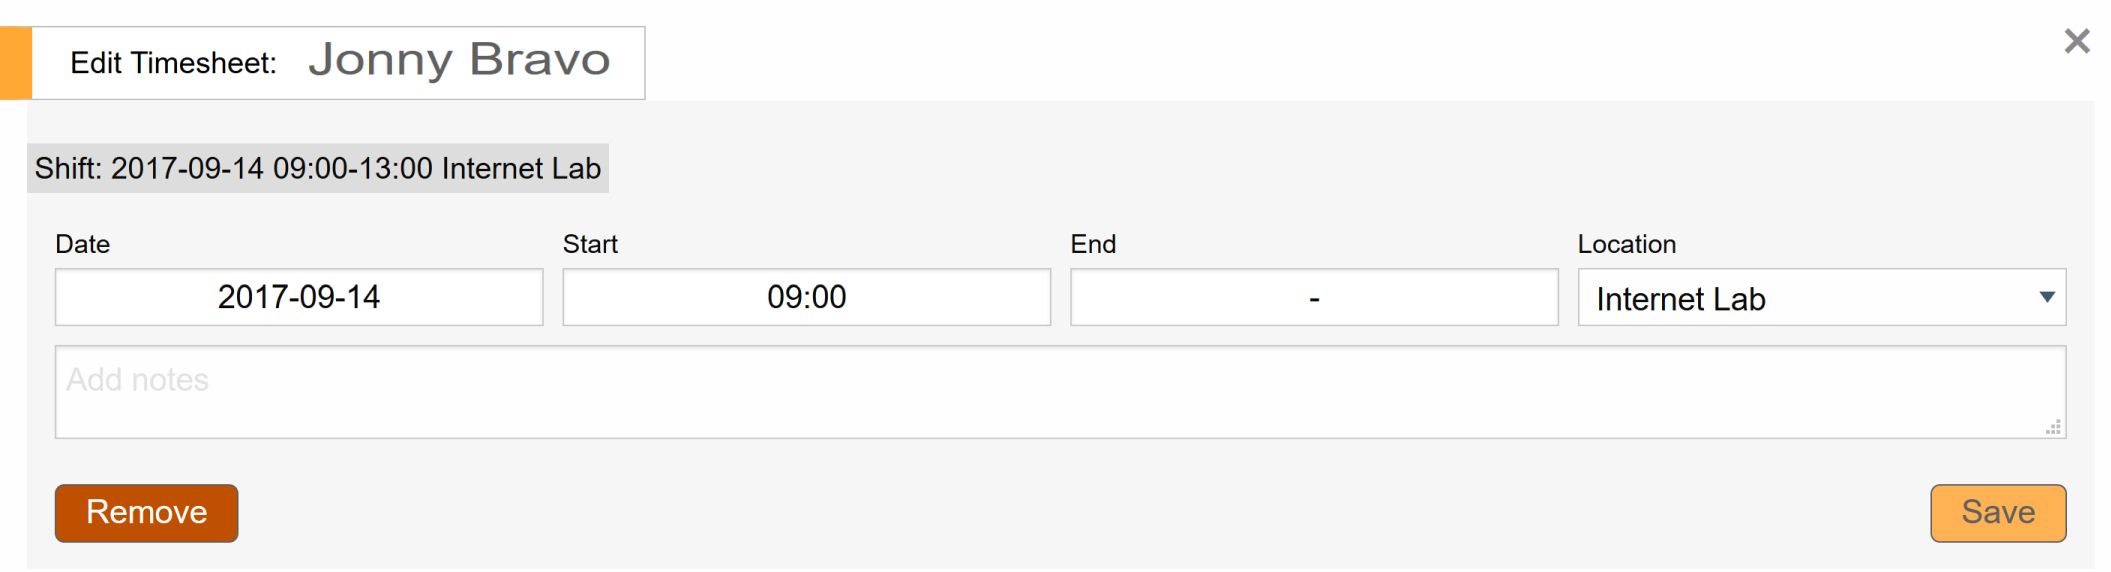 Edit Timesheet: Jonny Bravo
Shift: 2017-09-14 09:00-13:00 Internet Lab
Date Start End Location
2017-09-14 09:00 - Internet Lab
Add notes
Remove Save